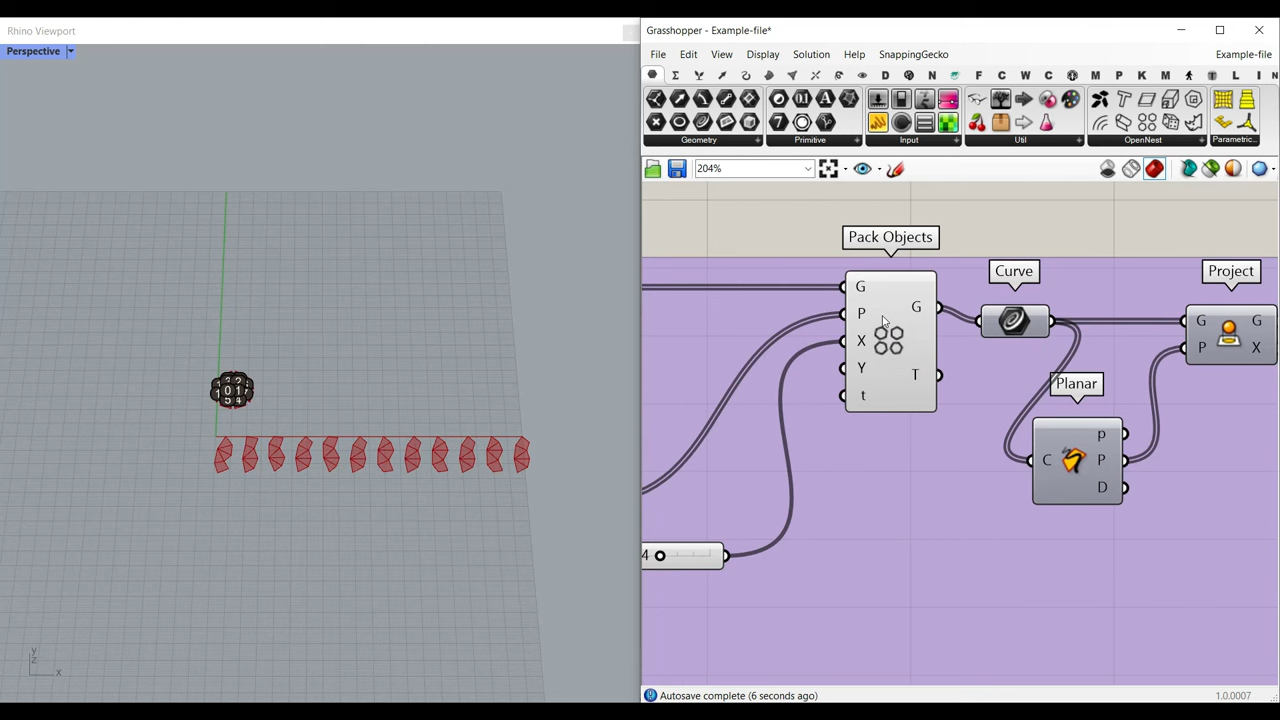 Rhino Viewport
Perspective
y
z
x
Grasshopper - Example-file*
File Edit View Display Solution Help SnappingGecko
Example-file
D N F C W C M P K M L I N
Geometry Primitive Input Util OpenNest Parametric...
204%
Pack Objects
Curve
Project
G
P
X
Y
t
G
T
Planar
C
p
P
D
G
P
G
X
4
Autosave complete (6 seconds ago)
1.0.0007